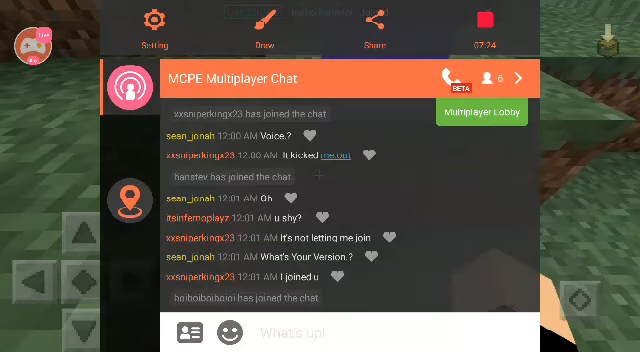 Setting
Draw
Share
07:24
Live
MCPE Multiplayer Chat
BETA
6
Multiplayer Lobby
xxsniperkingx23 has joined the chat
sean_jonah 12:00 AM Voice.?
xxsniperkingx23 12:00 AM It kicked me.out
hanstev has joined the chat
sean_jonah 12:01 AM Oh
itsinfernoplayz 12:01 AM u shy?
xxsniperkingx23 12:01 AM It's not letting me join
sean_jonah 12:01 AM What's Your Version.?
xxsniperkingx23 12:01 AM I joined u
boiboiboiboioi has joined the chat
What's up!